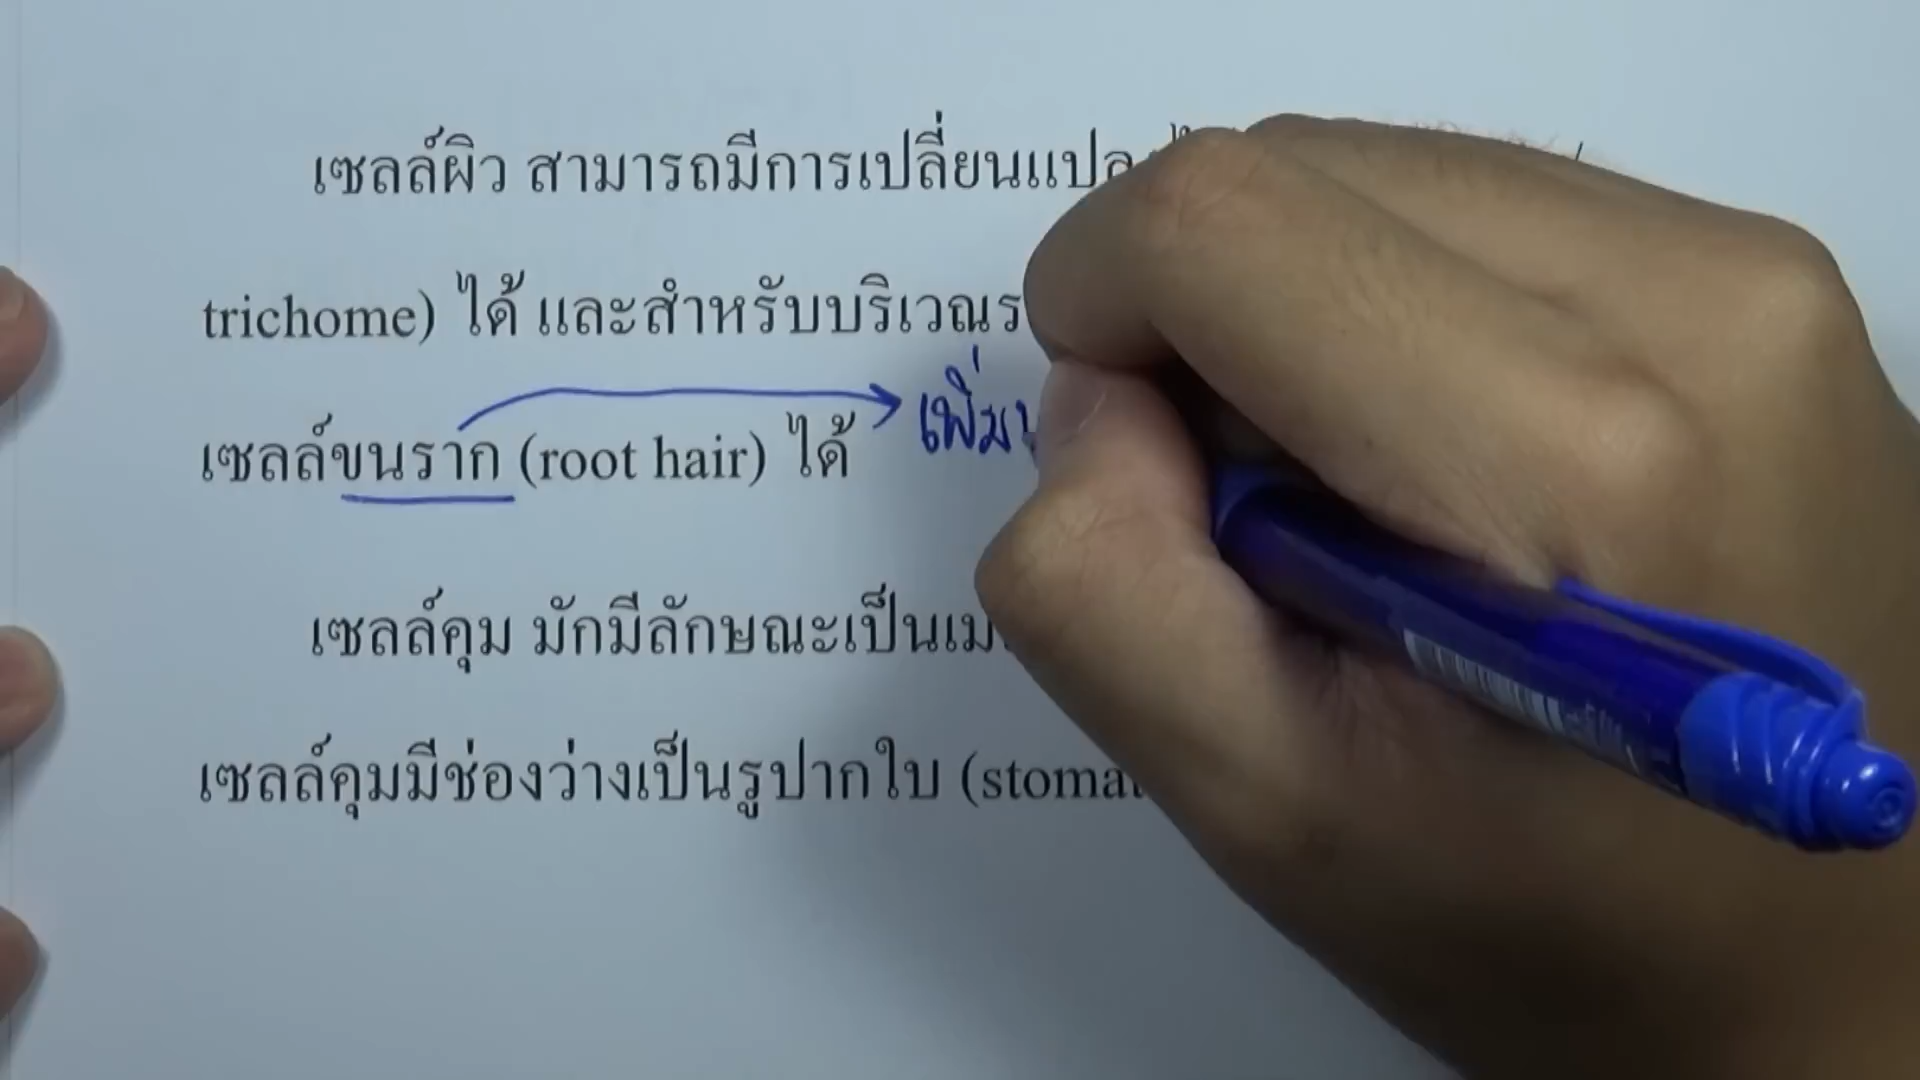 เซลล์ผิว สามารถมีการเปลี่ยนแปล
trichome) ได้ และสำหรับบริเวณร
เพิ่ม
เซลล์ขนราก (root hair) ได้
เซลล์คุม มักมีลักษณะเป็นเม
เซลล์คุมมีช่องว่างเป็นรูปากใบ (stoma